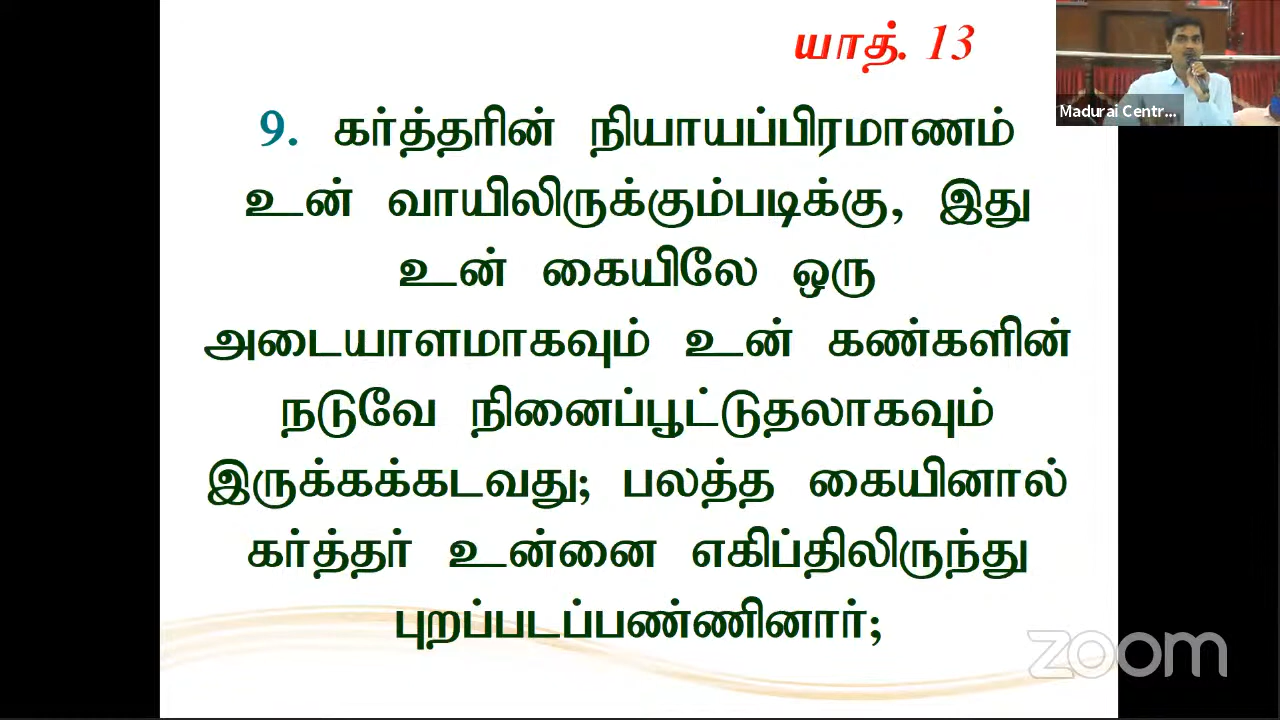 யாத். 13
Madurai Centr...
9. கர்த்தரின் நியாயப்பிரமாணம்
உன் வாயிலிருக்கும்படிக்கு, இது
உன் கையிலே ஒரு
அடையாளமாகவும் உன் கண்களின்
நடுவே நினைப்பூட்டுதலாகவும்
இருக்கக்கடவது; பலத்த கையினால்
கர்த்தர் உன்னை எகிப்திலிருந்து
புறப்படப்பண்ணினார்;
zoom